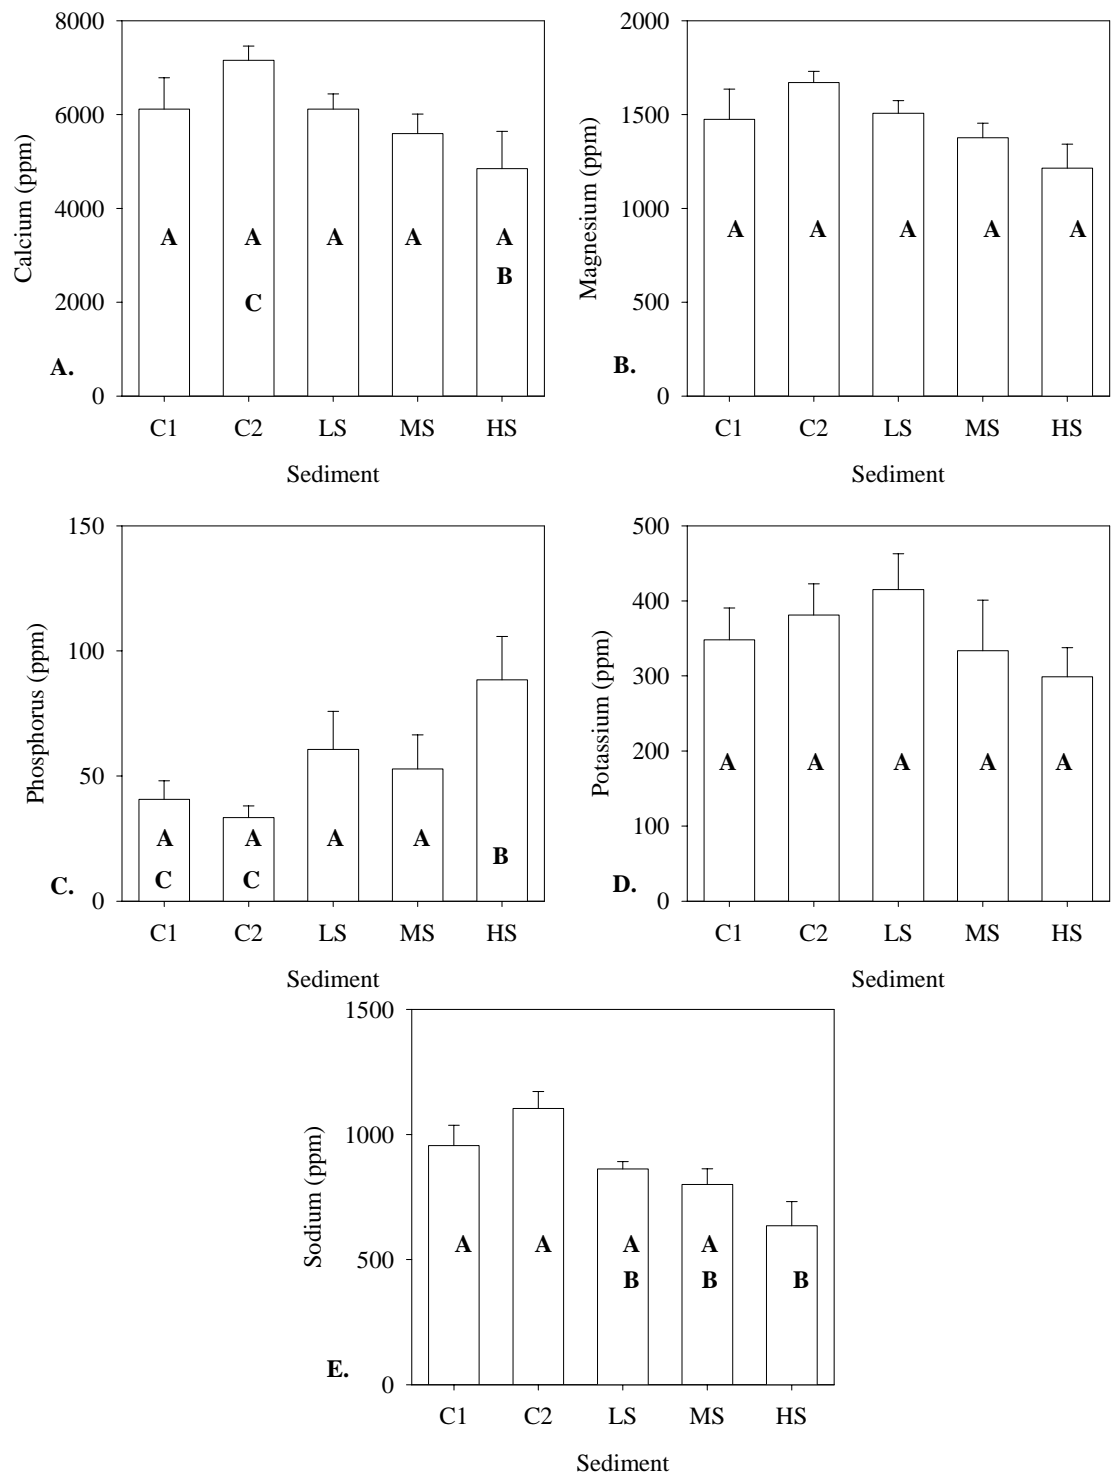 8000
6000
4000
2000
0
Calcium (ppm)
A A A A A
C B
A.
C1 C2 LS MS HS
Sediment
2000
1500
1000
500
0
Magnesium (ppm)
A A A A A
B.
C1 C2 LS MS HS
Sediment
150
100
50
0
Phosphorus (ppm)
A A A A B
C C
C.
C1 C2 LS MS HS
Sediment
500
400
300
200
100
0
Potassium (ppm)
A A A A A
D.
C1 C2 LS MS HS
Sediment
1500
1000
500
0
Sodium (ppm)
A A A A
B B B
E.
C1 C2 LS MS HS
Sediment